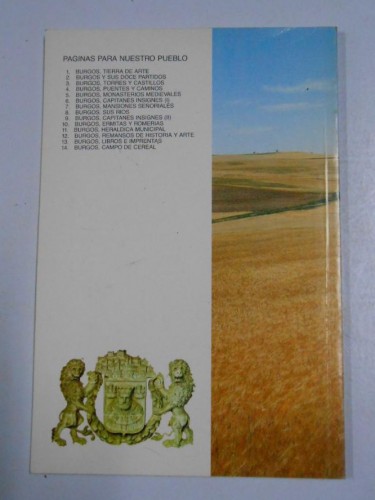 PAGINAS PARA NUESTRO PUEBLO
1. BURGOS, TIERRA DE ARTE
2. BURGOS Y SUS DOCE PARTIDOS
3. BURGOS, TORRES Y CASTILLOS
4. BURGOS, PUENTES Y CAMINOS
5. BURGOS, MONASTERIOS MEDIEVALES
6. BURGOS, CAPITANES INSIGNES (I)
7. BURGOS, MANSIONES SEÑORIALES
8. BURGOS, SUS RIOS
9. BURGOS, CAPITANES INSIGNES (II)
10. BURGOS, ERMITAS Y ROMERIAS
11. BURGOS, HERALDICA MUNICIPAL
12. BURGOS, REMANSOS DE HISTORIA Y ARTE
13. BURGOS, LIBROS E IMPRENTAS
14. BURGOS, CAMPO DE CEREAL